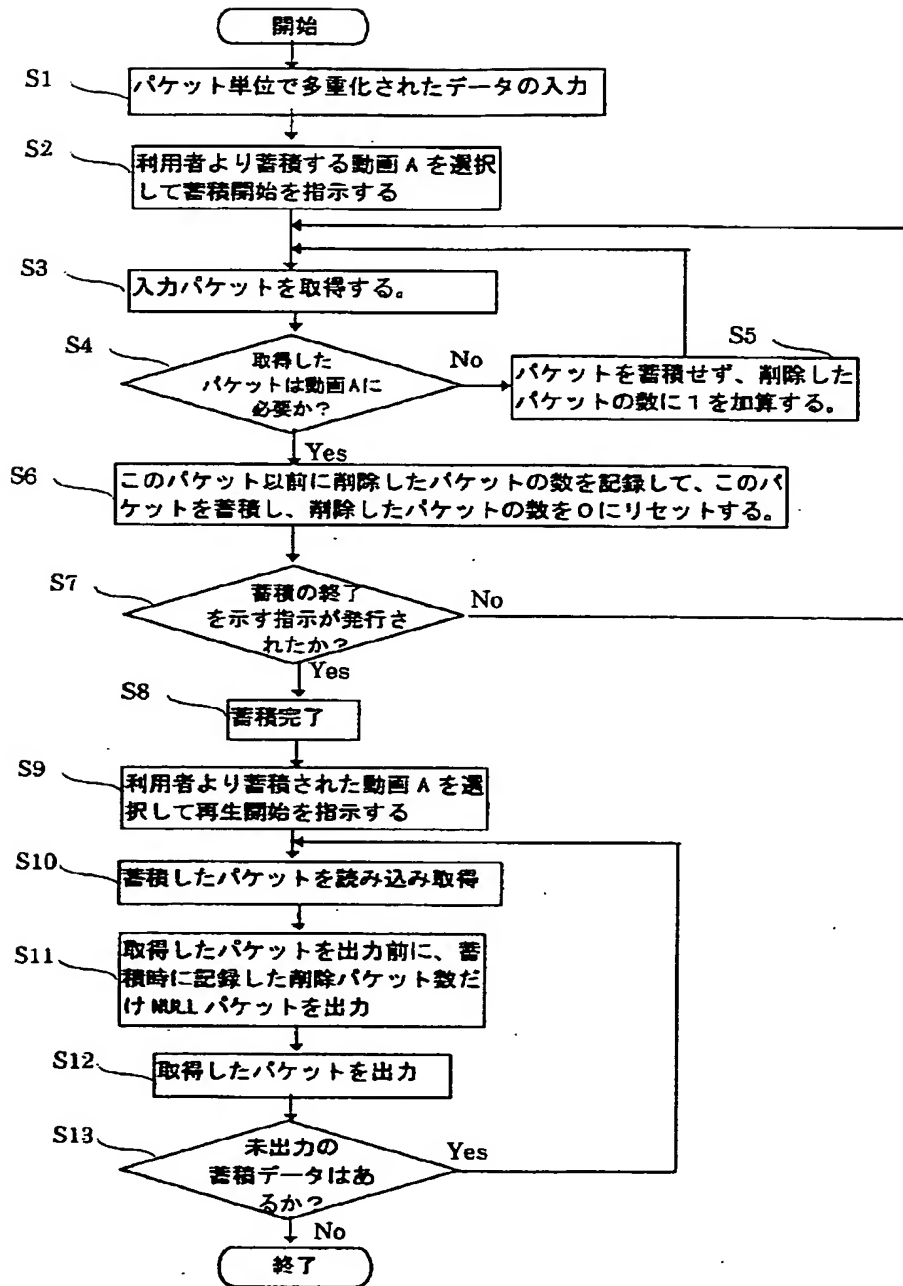 開始
S1
パケット単位で多重化されたデータの入力
S2
利用者より蓄積する動画Aを選択
して蓄積開始を指示する
S3
入力パケットを取得する。
S4
取得した
パケットは動画Aに
必要か?
No
S5
パケットを蓄積せず、削除した
パケットの数に1を加算する。
Yes
S6
このパケット以前に削除したパケットの数を記録して、このパ
ケットを蓄積し、削除したパケットの数を0にリセットする。
S7
蓄積の終了
を示す指示が発行さ
れたか?
No
Yes
S8
蓄積完了
S9
利用者より蓄積された動画Aを選
択して再生開始を指示する
S10
蓄積したパケットを読み込み取得
S11
取得したパケットを出力前に、蓄
積時に記録した削除パケット数だ
けNULLパケットを出力
S12
取得したパケットを出力
S13
未出力の
蓄積データはあ
るか?
Yes
No
終了